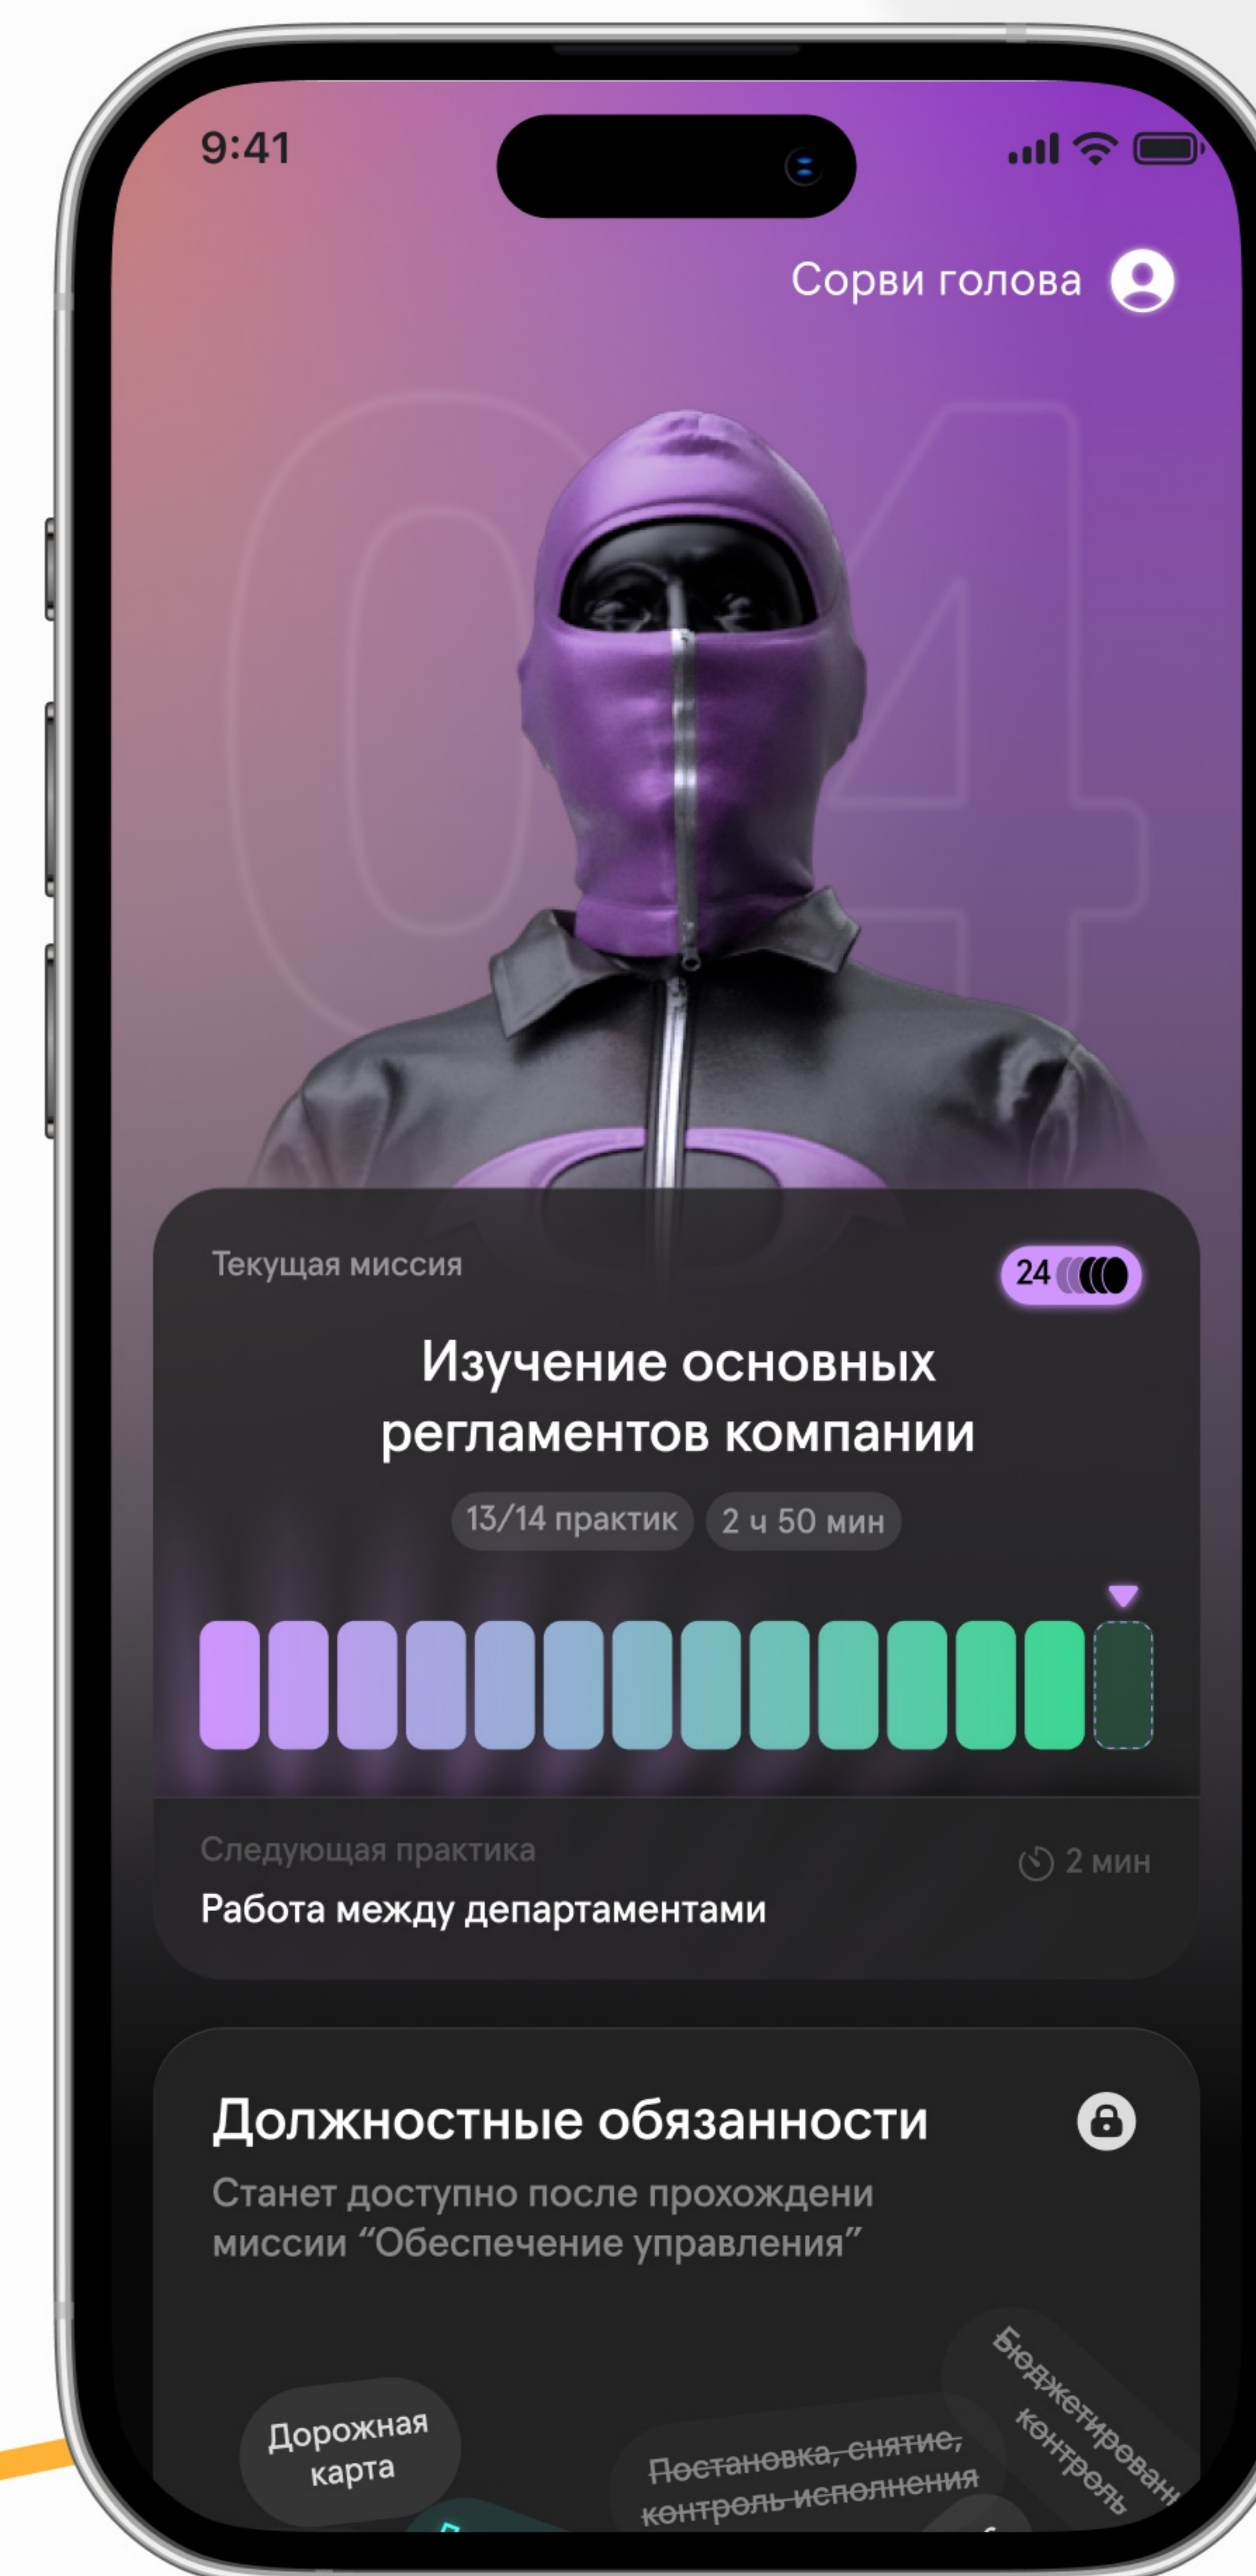 9:41
Сорви голова
04
Текущая миссия
24
Изучение основных
регламентов компании
13/14 практик
2 ч 50 мин
Следующая практика
2 мин
Работа между департаментами
Должностные обязанности
Станет доступно после прохождени
миссии “Обеспечение управления”
Дорожная
карта
Постановка, снятие,
контроль исполнения
Бюджетирован
контроль